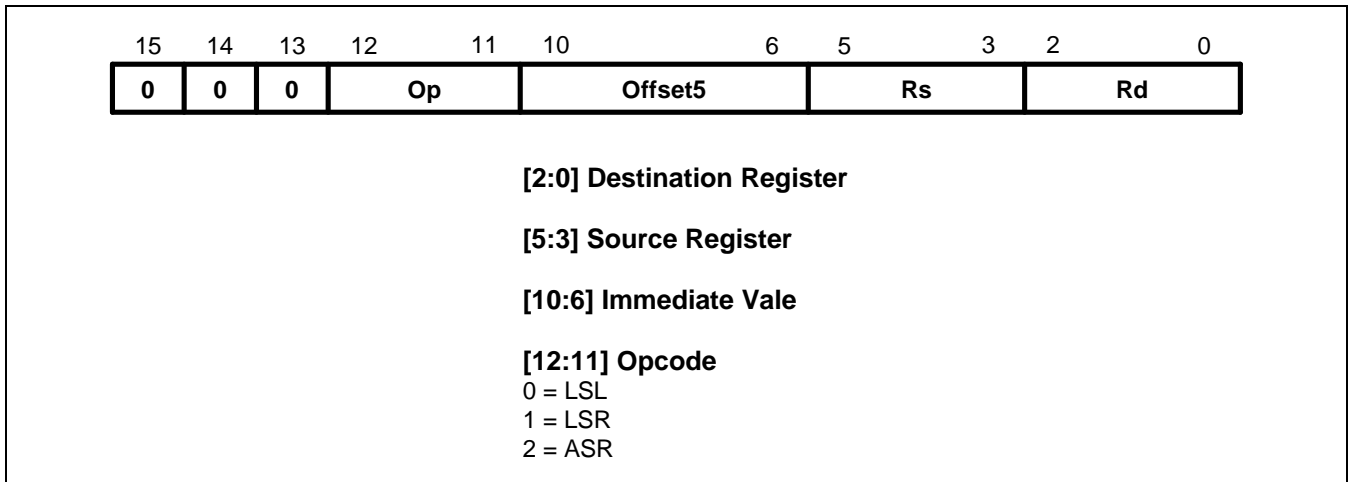 15 14 13 12 11 10 6 5 3 2 0
0 0 0 Op Offset5 Rs Rd
[2:0] Destination Register
[5:3] Source Register
[10:6] Immediate Vale
[12:11] Opcode
0 = LSL
1 = LSR
2 = ASR